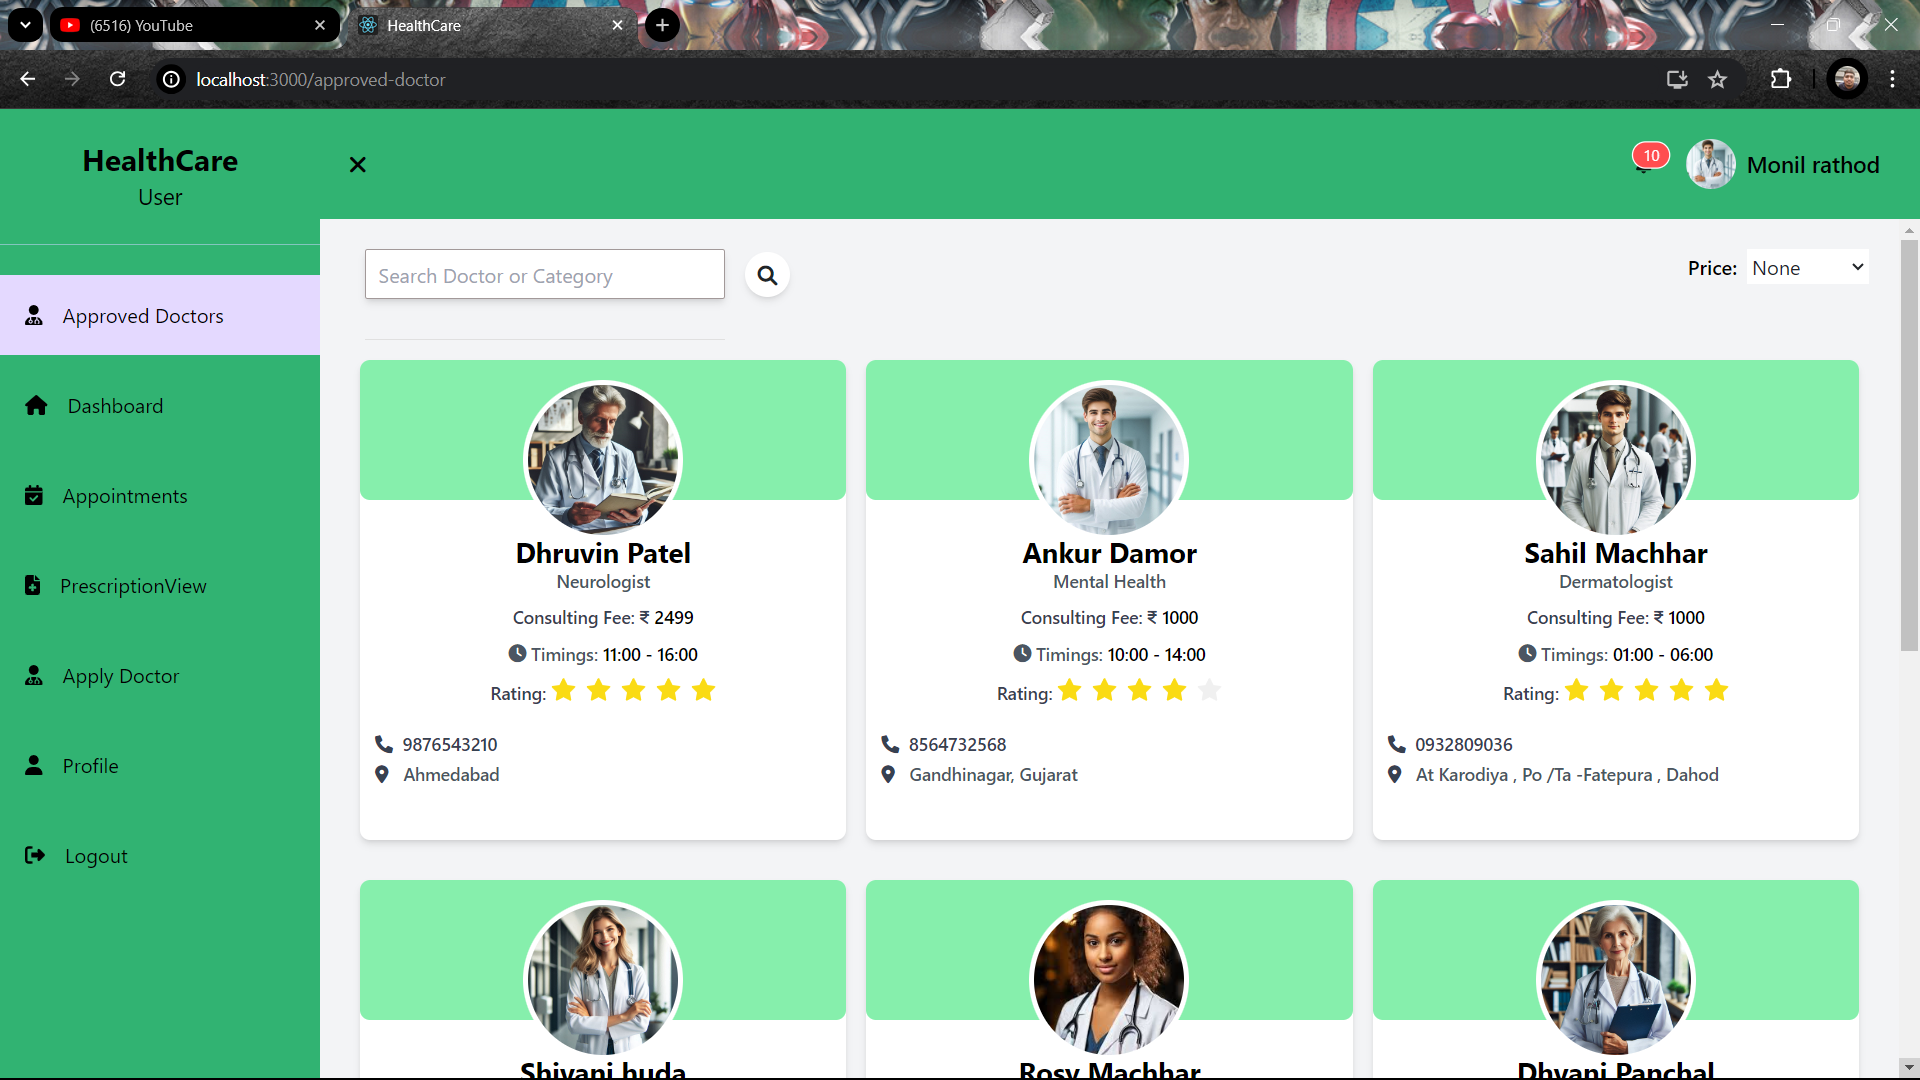 (6516) YouTube
HealthCare
localhost:3000/approved-doctor
HealthCare
User
10
Monil rathod
Approved Doctors
Dashboard
Appointments
PrescriptionView
Apply Doctor
Profile
Logout
Search Doctor or Category
Price: None
Dhruvin Patel
Neurologist
Consulting Fee: ₹ 2499
Timings: 11:00 - 16:00
Rating:
9876543210
Ahmedabad
Ankur Damor
Mental Health
Consulting Fee: ₹ 1000
Timings: 10:00 - 14:00
Rating:
8564732568
Gandhinagar, Gujarat
Sahil Machhar
Dermatologist
Consulting Fee: ₹ 1000
Timings: 01:00 - 06:00
Rating:
0932809036
At Karodiya , Po /Ta -Fatepura , Dahod
Shivani huda
Rosy Machhar
Dhyani Panchal